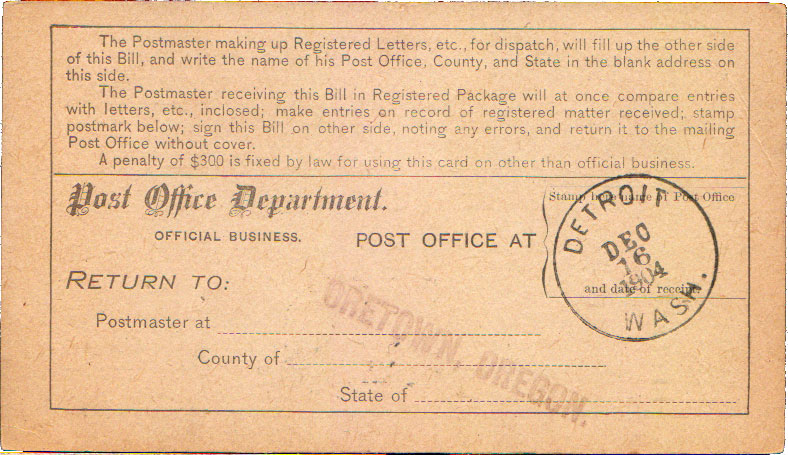 The Postmaster making up Registered Letters, etc., for dispatch, will fill up the other side
of this Bill, and write the name of his Post Office, County, and State in the blank address on
this side.
The Postmaster receiving this Bill in Registered Package will at once compare entries
with letters, etc., inclosed; make entries on record of registered matter received; stamp
postmark below; sign this Bill on other side, noting any errors, and return it to the mailing
Post Office without cover.
A penalty of $300 is fixed by law for using this card on other than official business.
Post Office Department.
OFFICIAL BUSINESS.
POST OFFICE AT
Stamp here name of Post Office
and date of receipt.
DETROIT
DEC
16
1904
WASH.
RETURN TO:
Postmaster at
County of
State of
ORETOWN, OREGON.